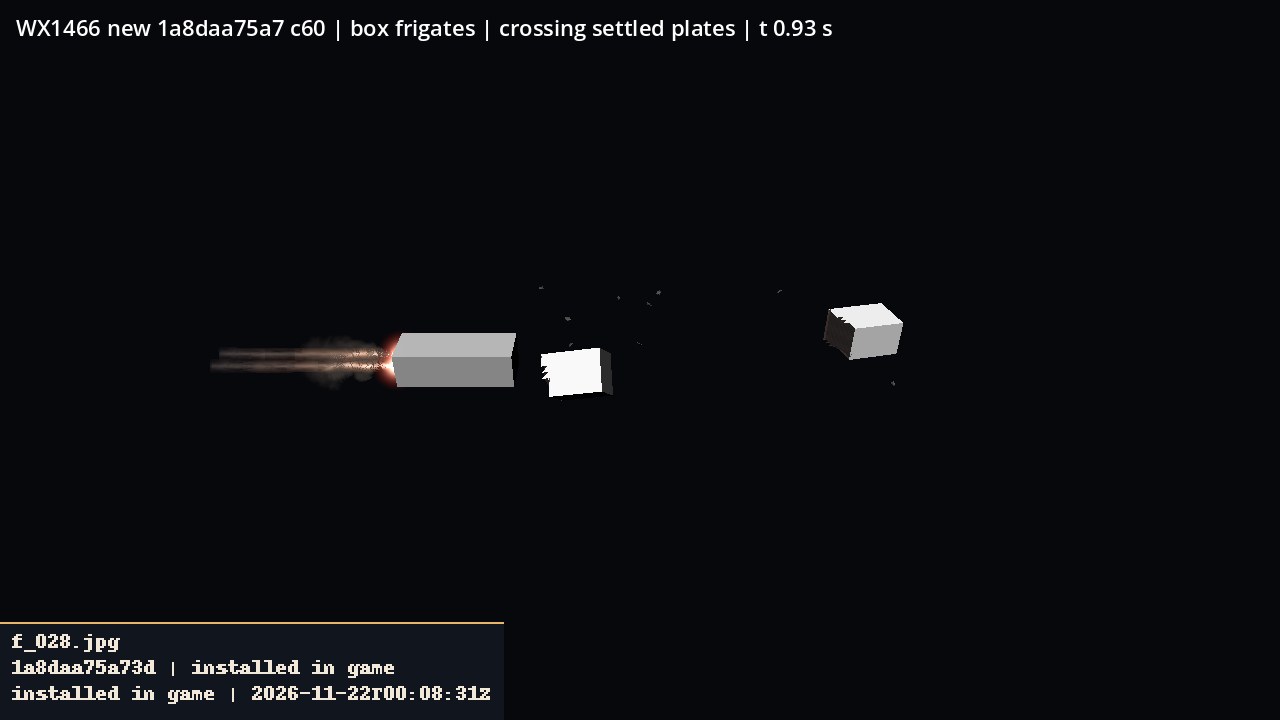 WX1466 new 1a8daa75a7 c60 | box frigates | crossing settled plates | t 0.93 s
f_028.jpg
1a8daa75a73d | installed in game
installed in game | 2026-11-22T00:08:31Z